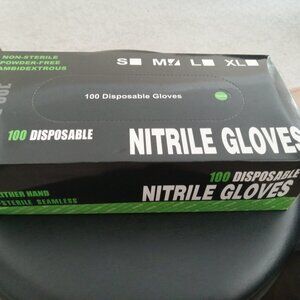 NON-STERILE
POWDER-FREE
AMBIDEXTROUS
S M L XL
100 Disposable Gloves
100 DISPOSABLE
NITRILE GLOVES
100 DISPOSABLE
NITRILE GLOVES
EITHER HAND
SEAMLESS